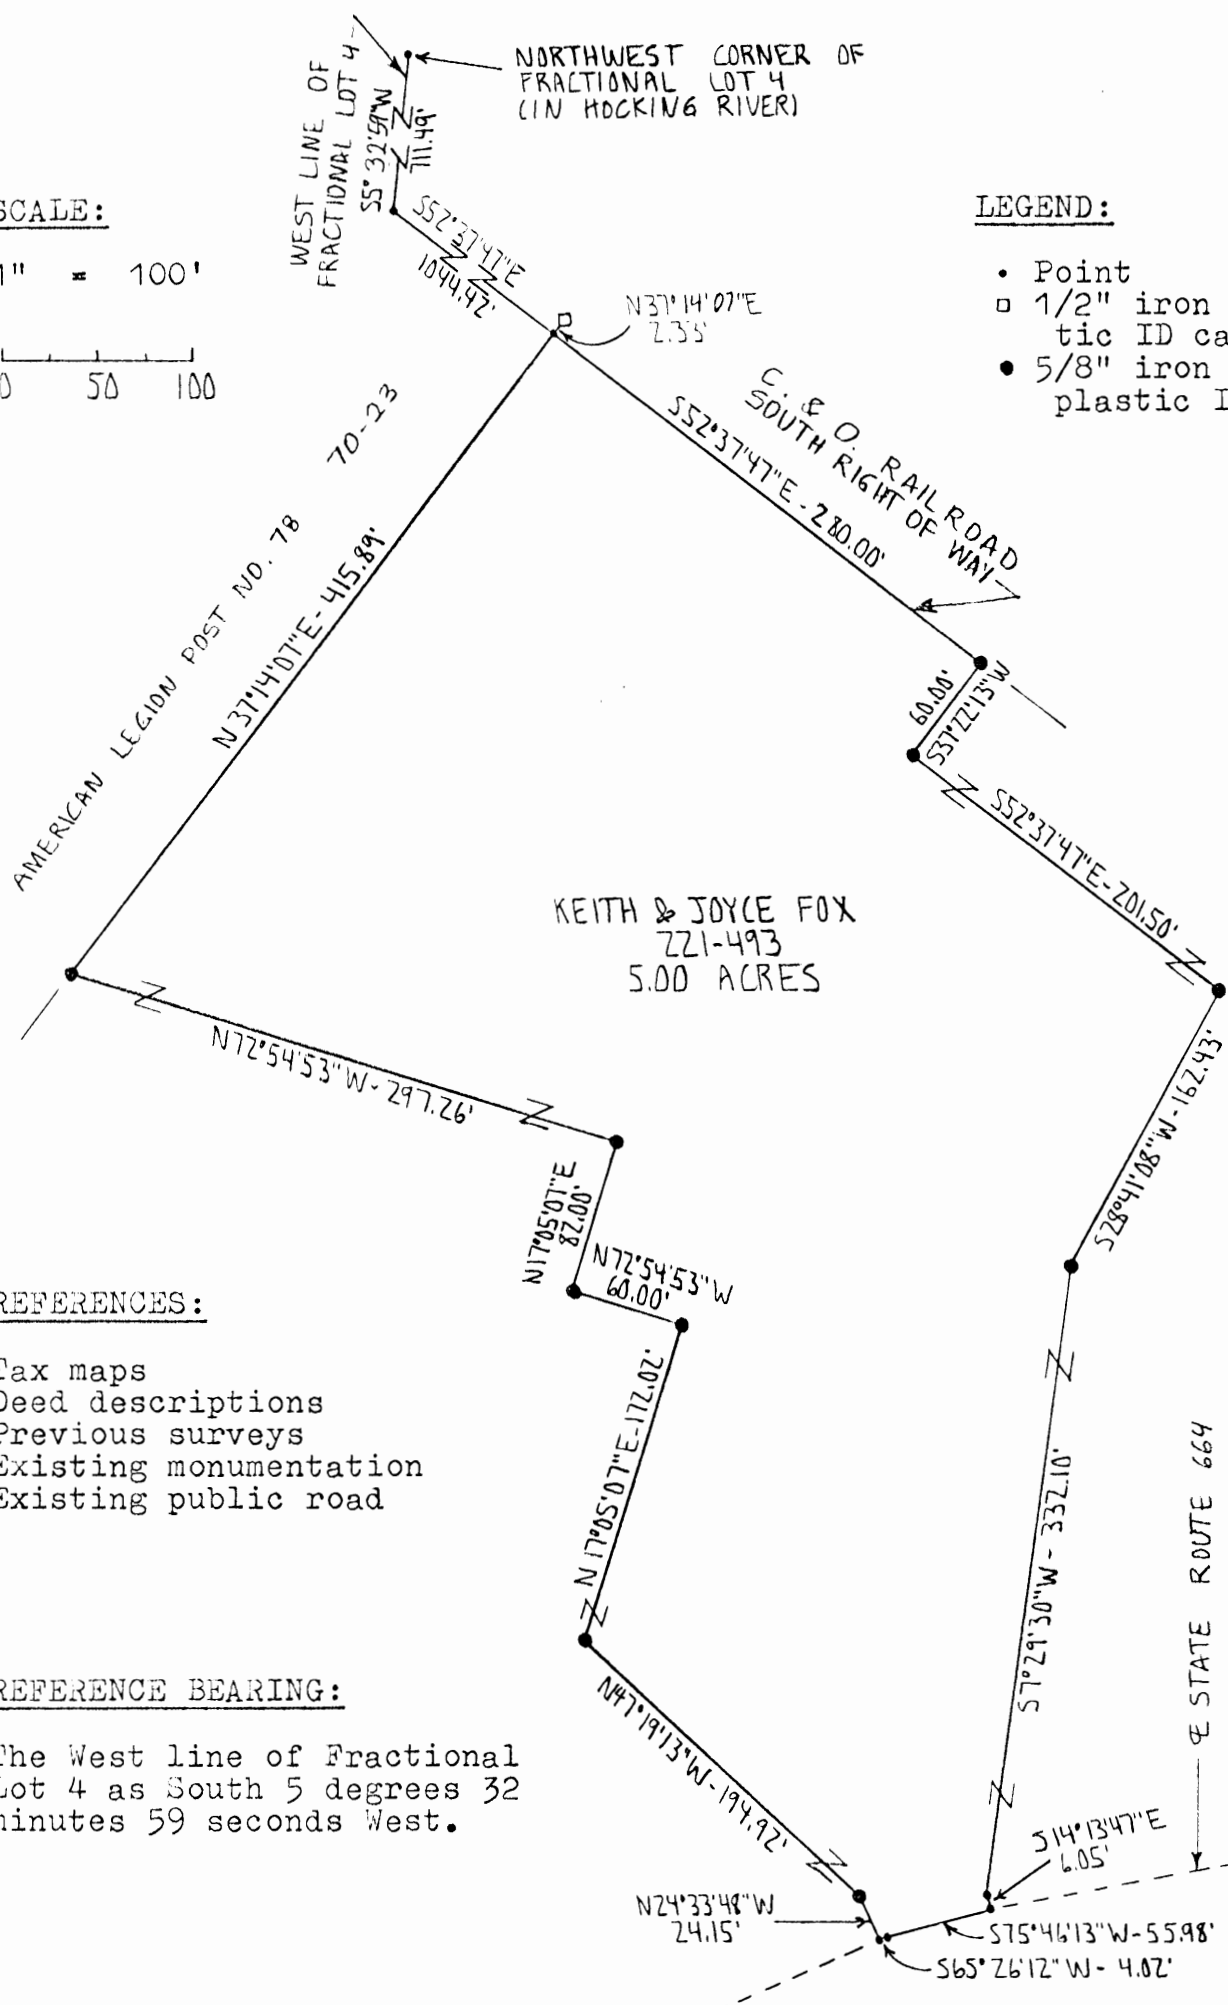 NORTHWEST CORNER OF
FRACTIONAL LOT 4
(IN HOCKING RIVER)
WEST LINE OF
FRACTIONAL LOT 4
S5°32'59"W
711.49'
SCALE:
1" = 100'
0 50 100
LEGEND:
• Point
□ 1/2" iron
tic ID ca
● 5/8" iron
plastic I
S52°37'47"E
1044.42'
N37°14'07"E
2.33'
C. & O. RAILROAD
SOUTH RIGHT OF WAY
S52°37'47"E - 280.00'
70-23
AMERICAN LEGION POST NO. 78
N37°14'07"E - 415.89'
60.00'
S37°22'13"W
S52°37'47"E - 201.50'
KEITH & JOYCE FOX
221-493
5.00 ACRES
N72°54'53"W - 297.26'
S28°41'08"W - 162.43'
N17°05'07"E
82.00'
N72°54'53"W
60.00'
REFERENCES:
Tax maps
Deed descriptions
Previous surveys
Existing monumentation
Existing public road
N17°05'07"E - 172.20'
S7°29'30"W - 332.10'
℄ STATE ROUTE 664
REFERENCE BEARING:
The West line of Fractional
Lot 4 as South 5 degrees 32
minutes 59 seconds West.
N47°19'13"W - 194.92'
S14°13'47"E
6.05'
N24°33'48"W
24.15'
S75°46'13"W - 55.98'
S65°26'12"W - 4.02'